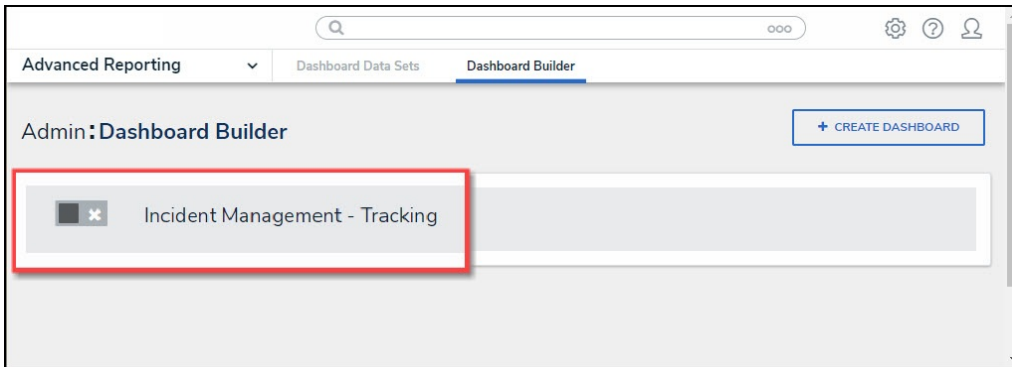 Advanced Reporting
Dashboard Data Sets
Dashboard Builder
Admin:Dashboard Builder
+ CREATE DASHBOARD
Incident Management - Tracking